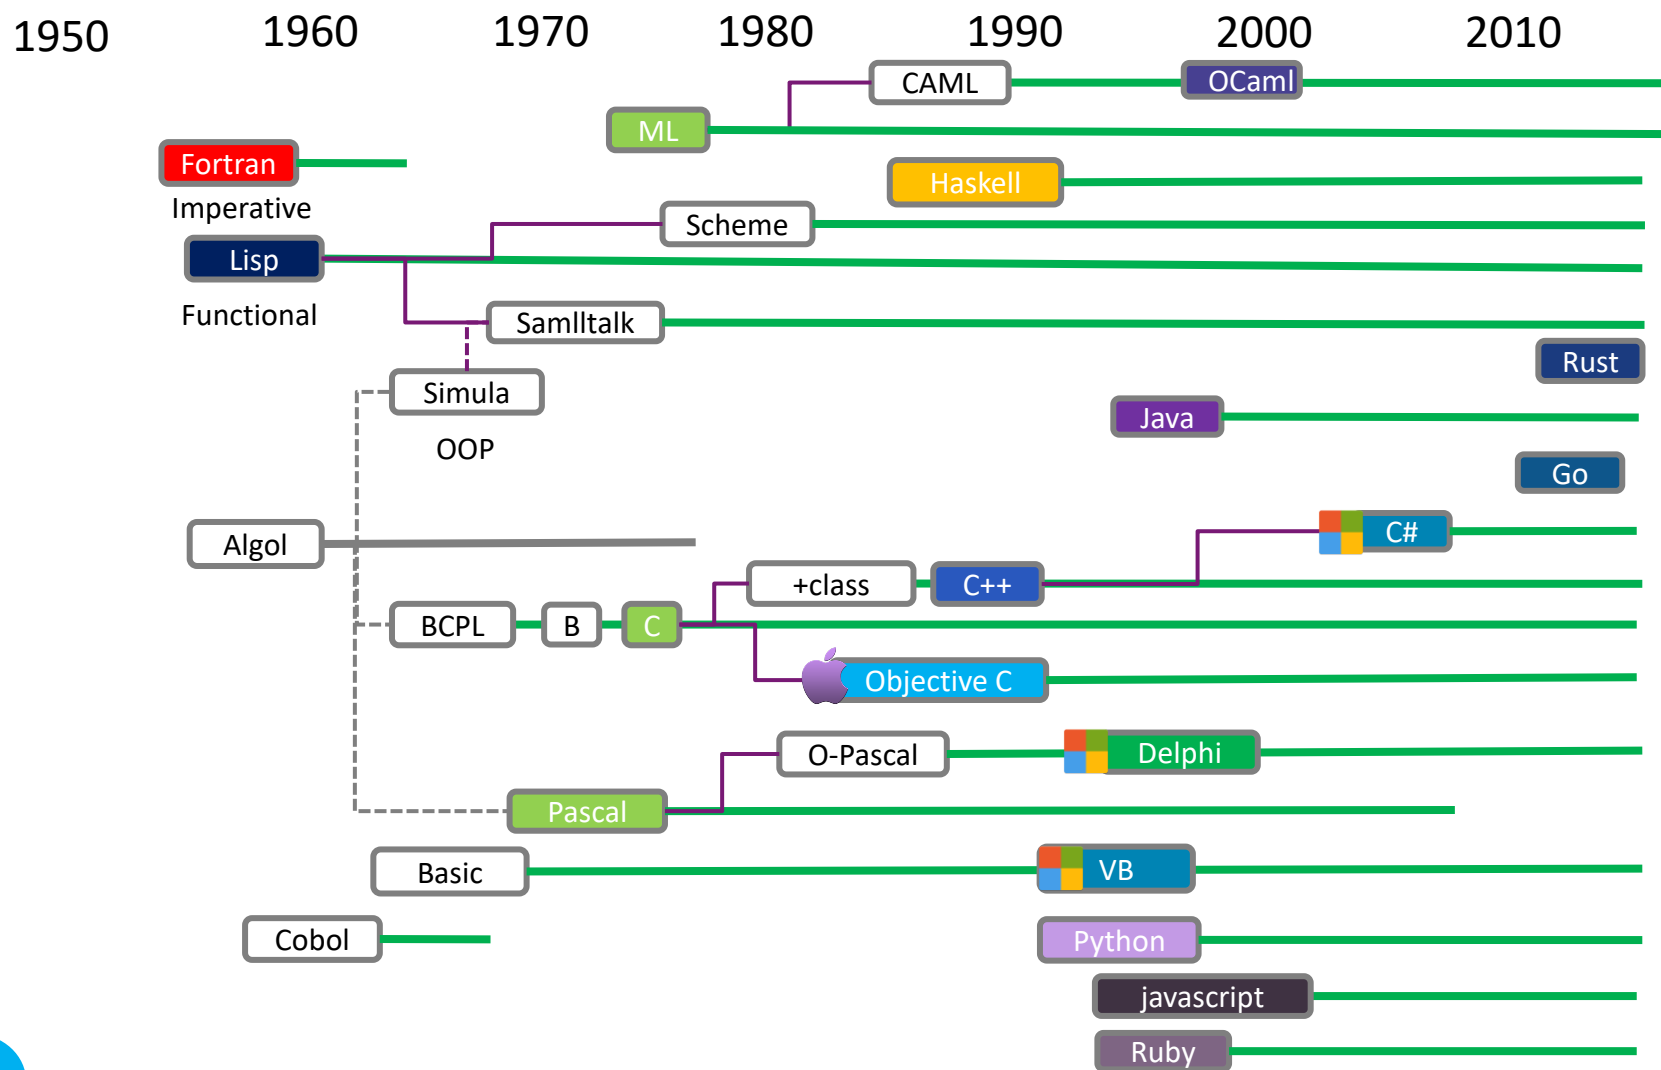 1950 1960 1970 1980 1990 2000 2010
CAML OCaml
ML
Fortran
Haskell
Imperative
Scheme
Lisp
Functional
Samlltalk
Rust
Simula
Java
OOP
Go
C#
Algol
+class C++
BCPL B C
Objective C
O-Pascal Delphi
Pascal
Basic VB
Cobol Python
javascript
Ruby